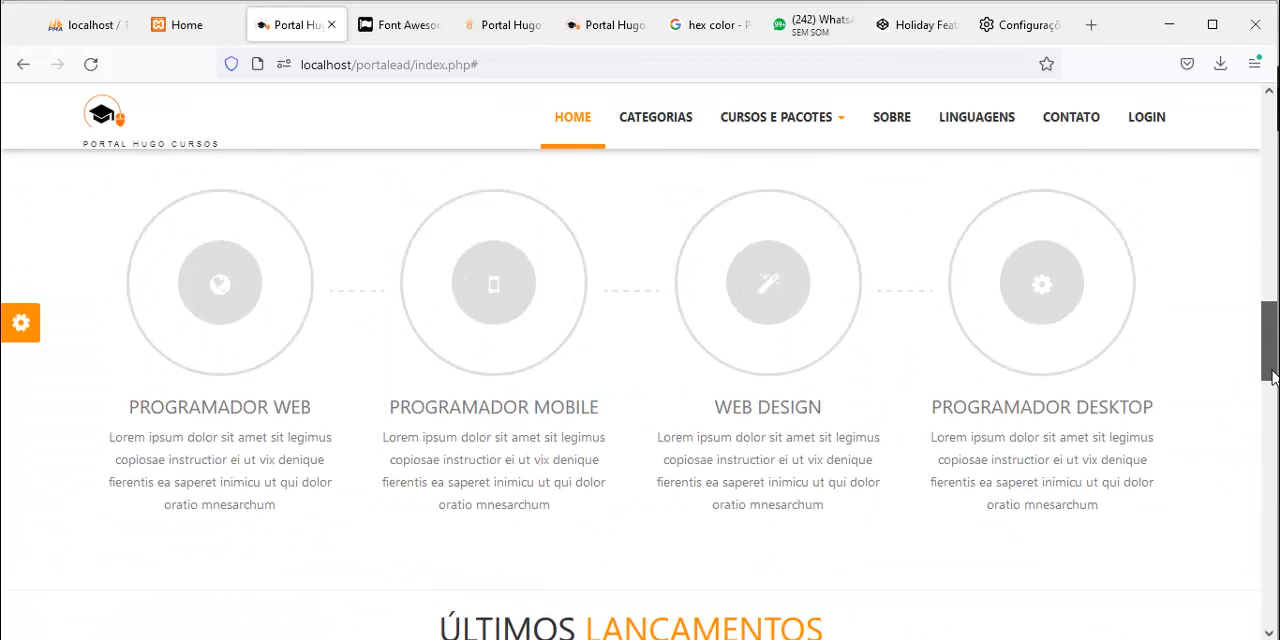 localhost / 1
Home
Portal Hu
Font Aweson
Portal Hugo
Portal Hugo
hex color - P
(242) Whats
SEM SOM
Holiday Feat
Configuraçõ
localhost/portalead/index.php#
PORTAL HUGO CURSOS
HOME
CATEGORIAS
CURSOS E PACOTES
SOBRE
LINGUAGENS
CONTATO
LOGIN
PROGRAMADOR WEB
Lorem ipsum dolor sit amet sit legimus
copiosae instructior ei ut vix denique
fierentis ea saperet inimicu ut qui dolor
oratio mnesarchum
PROGRAMADOR MOBILE
Lorem ipsum dolor sit amet sit legimus
copiosae instructior ei ut vix denique
fierentis ea saperet inimicu ut qui dolor
oratio mnesarchum
WEB DESIGN
Lorem ipsum dolor sit amet sit legimus
copiosae instructior ei ut vix denique
fierentis ea saperet inimicu ut qui dolor
oratio mnesarchum
PROGRAMADOR DESKTOP
Lorem ipsum dolor sit amet sit legimus
copiosae instructior ei ut vix denique
fierentis ea saperet inimicu ut qui dolor
oratio mnesarchum
ÚLTIMOS LANCAMENTOS